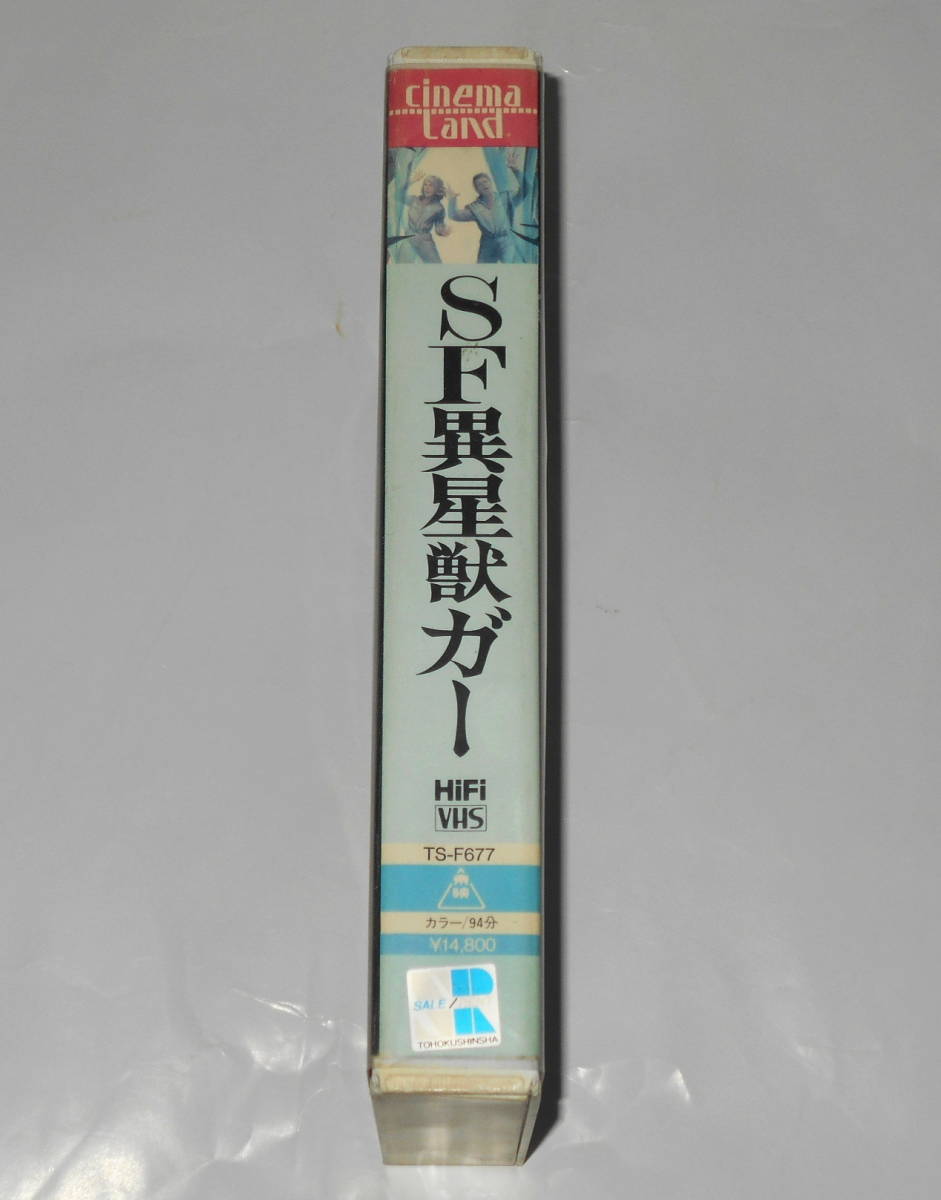 cinema
Land
SF異星獣ガー
HiFi
VHS
TS-F677
カラー/94分
¥14,800
SALE/R
TOHOKUSHINSHA